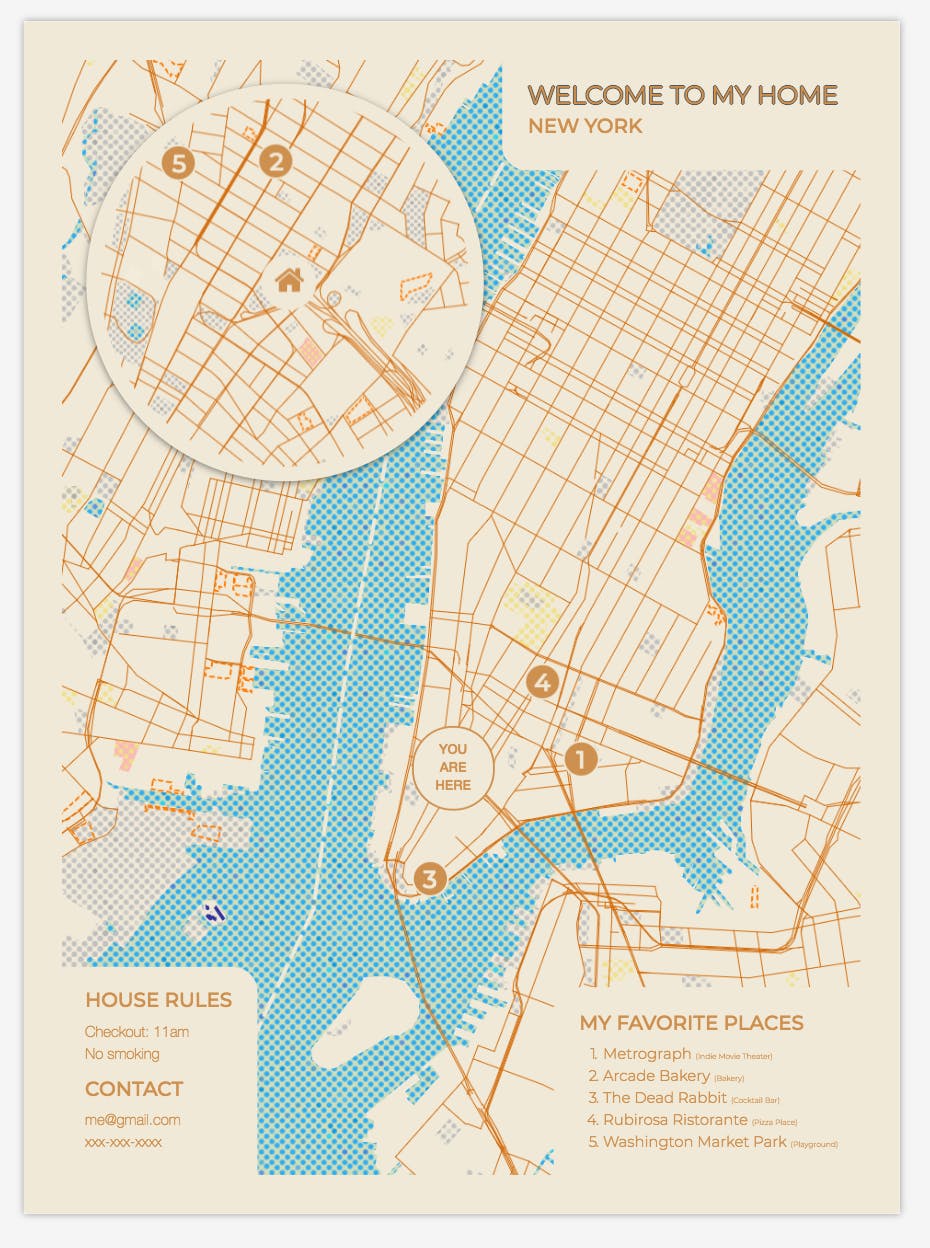 WELCOME TO MY HOME
NEW YORK
5
2
4
1
YOU
ARE
HERE
3
HOUSE RULES
Checkout: 11am
No smoking
CONTACT
me@gmail.com
xxx-xxx-xxxx
MY FAVORITE PLACES
1. Metrograph (Indie Movie Theater)
2. Arcade Bakery (Bakery)
3. The Dead Rabbit (Cocktail Bar)
4. Rubirosa Ristorante (Pizza Place)
5. Washington Market Park (Playground)